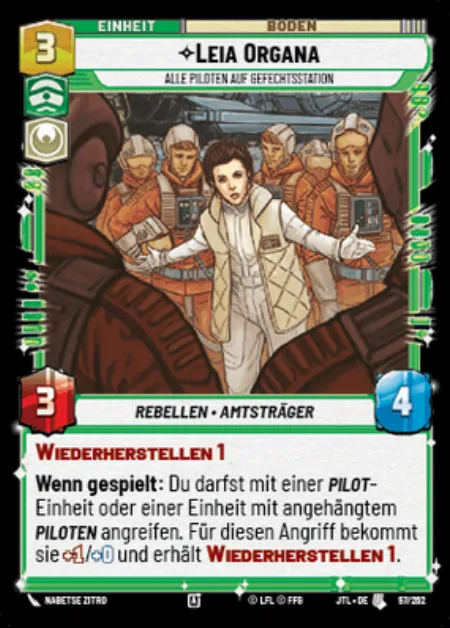 EINHEIT BODEN
3 LEIA ORGANA
ALLE PILOTEN AUF GEFECHTSSTATION
3 REBELLEN • AMTSTRÄGER 4
WIEDERHERSTELLEN 1
Wenn gespielt: Du darfst mit einer PILOT-
Einheit oder einer Einheit mit angehängtem
PILOTEN angreifen. Für diesen Angriff bekommt
sie +1/+0 und erhält WIEDERHERSTELLEN 1.
NABETSE ZITRO A © LFL © FFG JTL • DE 97/262